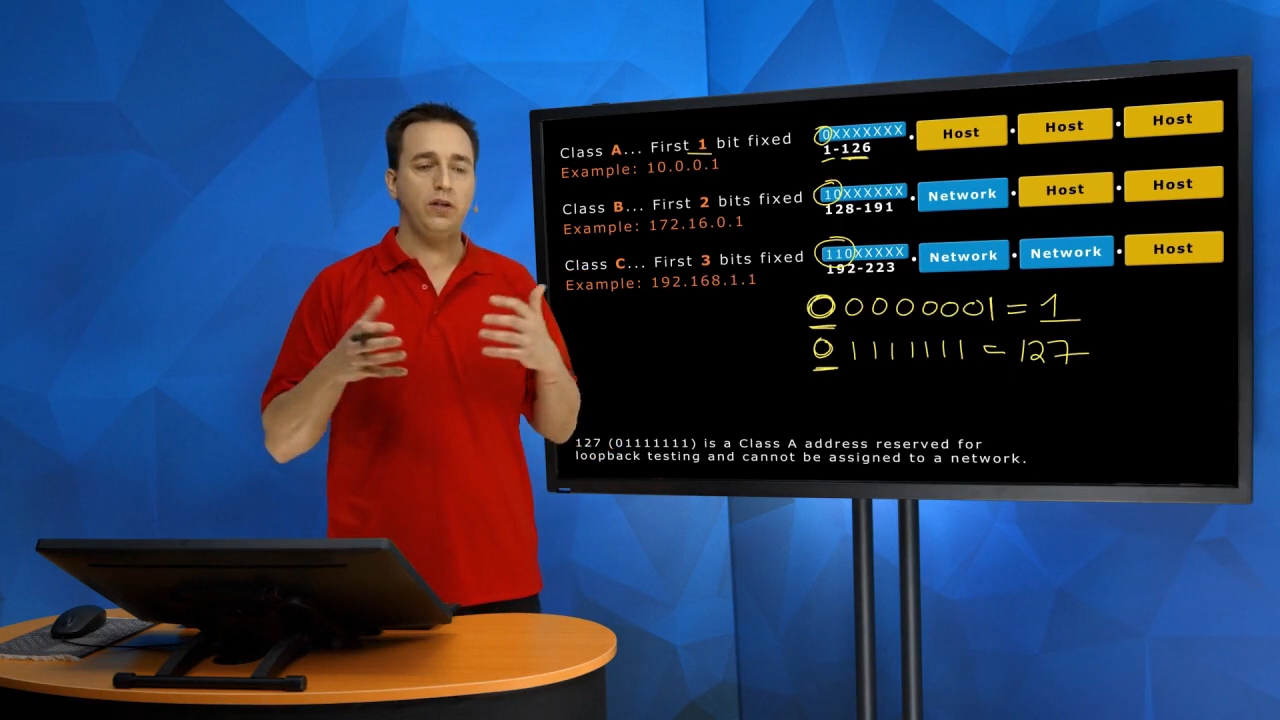 Class A... First 1 bit fixed 0XXXXXXX . Host . Host . Host
Example: 10.0.0.1 1-126
Class B... First 2 bits fixed 10XXXXXX . Network . Host . Host
Example: 172.16.0.1 128-191
Class C... First 3 bits fixed 110XXXXX . Network . Network . Host
Example: 192.168.1.1 192-223
00000001 = 1
01111111 = 127
127 (01111111) is a Class A address reserved for
loopback testing and cannot be assigned to a network.